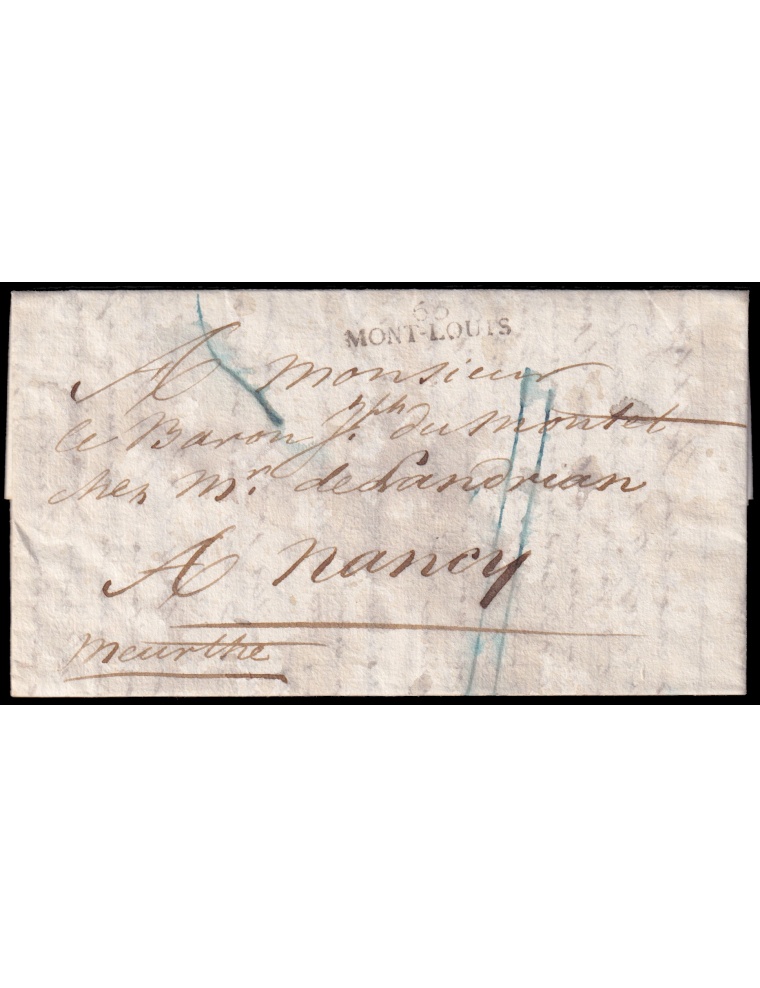 65
MONT-LOUIS
A Monsieur
Le Baron Jph. du Montet
chez Mr. de Landrian
A Nancy
Meurthe